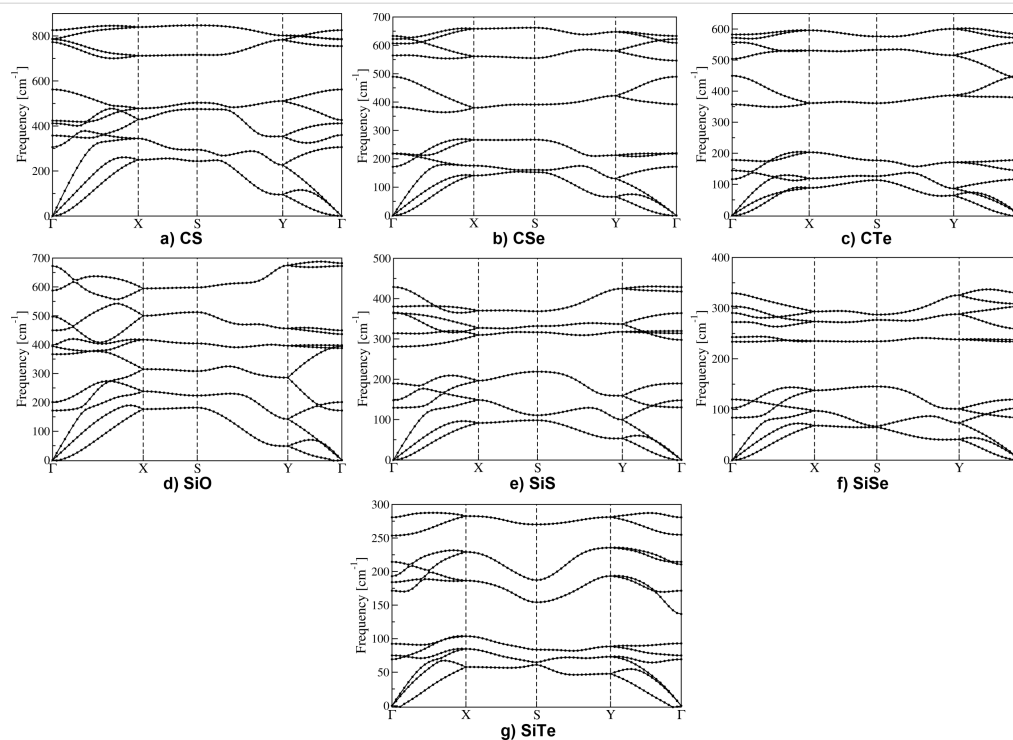 800
600
400
200
0
Frequency [cm⁻¹]
Γ X S Y Γ
a) CS
700
600
500
400
300
200
100
0
Frequency [cm⁻¹]
Γ X S Y Γ
b) CSe
600
500
400
300
200
100
0
Frequency [cm⁻¹]
Γ X S Y Γ
c) CTe
700
600
500
400
300
200
100
0
Frequency [cm⁻¹]
Γ X S Y Γ
d) SiO
500
400
300
200
100
0
Frequency [cm⁻¹]
Γ X S Y Γ
e) SiS
400
300
200
100
0
Frequency [cm⁻¹]
Γ X S Y Γ
f) SiSe
300
250
200
150
100
50
0
Frequency [cm⁻¹]
Γ X S Y Γ
g) SiTe